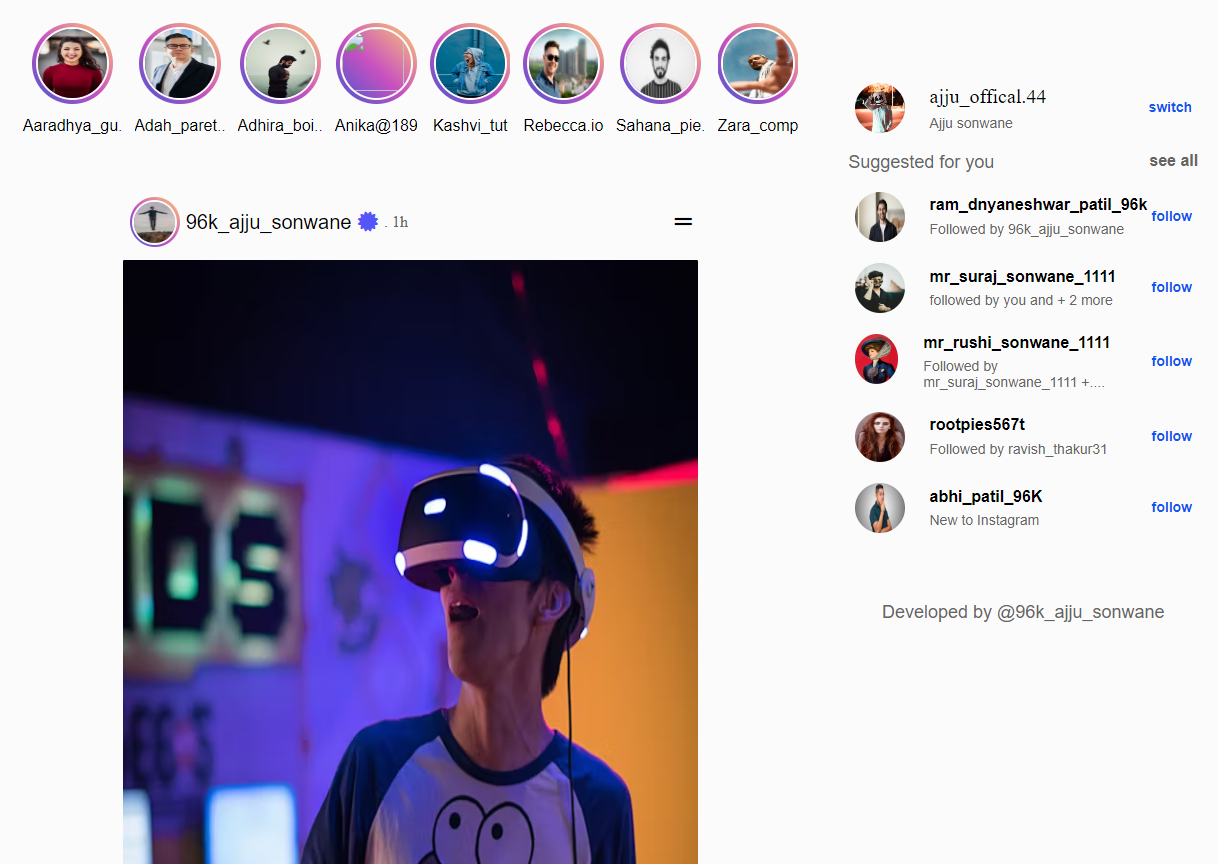 Aaradhya_gu.
Adah_paret..
Adhira_boi..
Anika@189
Kashvi_tut
Rebecca.io
Sahana_pie.
Zara_comp
96k_ajju_sonwane . 1h
ajju_offical.44
Ajju sonwane
switch
Suggested for you
see all
ram_dnyaneshwar_patil_96k
Followed by 96k_ajju_sonwane
follow
mr_suraj_sonwane_1111
followed by you and + 2 more
follow
mr_rushi_sonwane_1111
Followed by
mr_suraj_sonwane_1111 +....
follow
rootpies567t
Followed by ravish_thakur31
follow
abhi_patil_96K
New to Instagram
follow
Developed by @96k_ajju_sonwane